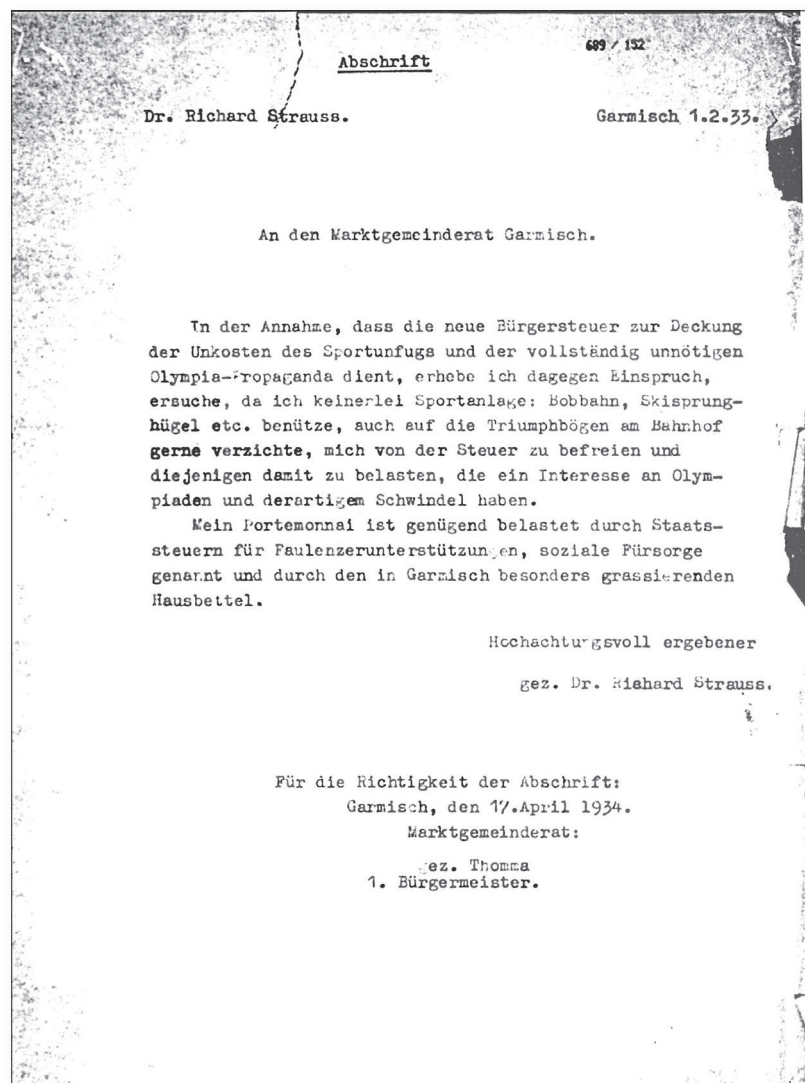 689 / 152
Abschrift
Dr. Richard Strauss. Garmisch 1.2.33.
An den Marktgemeinderat Garmisch.
In der Annahme, dass die neue Bürgersteuer zur Deckung
der Unkosten des Sportunfugs und der vollständig unnötigen
Olympia-Propaganda dient, erhebe ich dagegen Einspruch,
ersuche, da ich keinerlei Sportanlage: Bobbahn, Skisprung-
hügel etc. benütze, auch auf die Triumphbögen am Bahnhof
gerne verzichte, mich von der Steuer zu befreien und
diejenigen damit zu belasten, die ein Interesse an Olym-
piaden und derartigem Schwindel haben.
Mein Portemonnai ist genügend belastet durch Staats-
steuern für Faulenzerunterstützungen, soziale Fürsorge
genannt und durch den in Garmisch besonders grassierenden
Hausbettel.
Hochachtungsvoll ergebener
gez. Dr. Riahard Strauss.
Für die Richtigkeit der Abschrift:
Garmisch, den 17.April 1934.
Marktgemeinderat:
gez. Thomma
1. Bürgermeister.